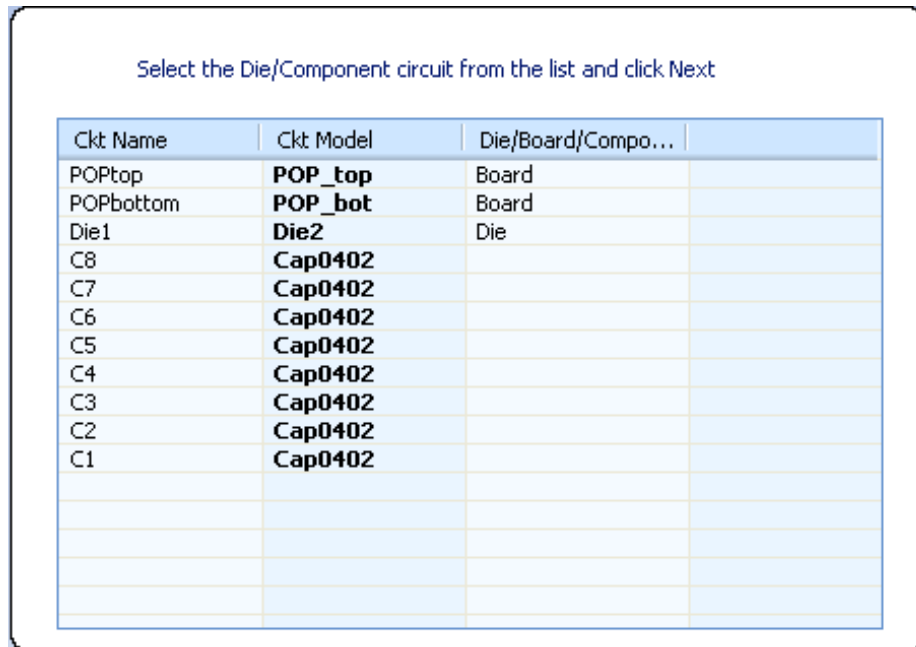 Select the Die/Component circuit from the list and click Next
Ckt Name Ckt Model Die/Board/Compo...
POPtop POP_top Board
POPbottom POP_bot Board
Die1 Die2 Die
C8 Cap0402
C7 Cap0402
C6 Cap0402
C5 Cap0402
C4 Cap0402
C3 Cap0402
C2 Cap0402
C1 Cap0402